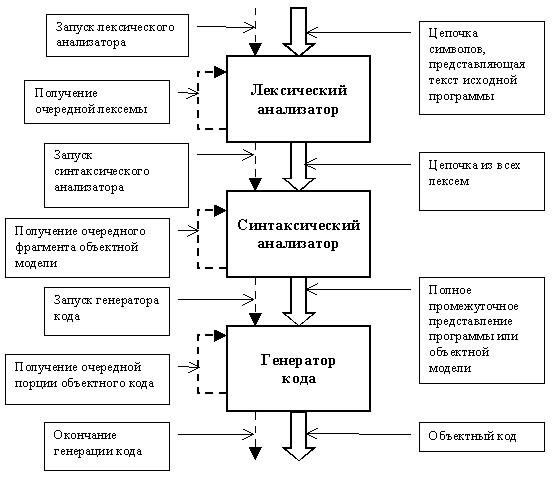 Запуск лексического
анализатора
Цепочка
символов,
представляющая
текст исходной
программы
Лексический
анализатор
Получение
очередной лексемы
Запуск
синтаксического
анализатора
Цепочка из всех
лексем
Синтаксический
анализатор
Получение очередного
фрагмента объектной
модели
Запуск генератора
кода
Полное
промежуточное
представление
программы или
объектной
модели
Генератор
кода
Получение очередной
порции объектного кода
Окончание
генерации кода
Объектный код